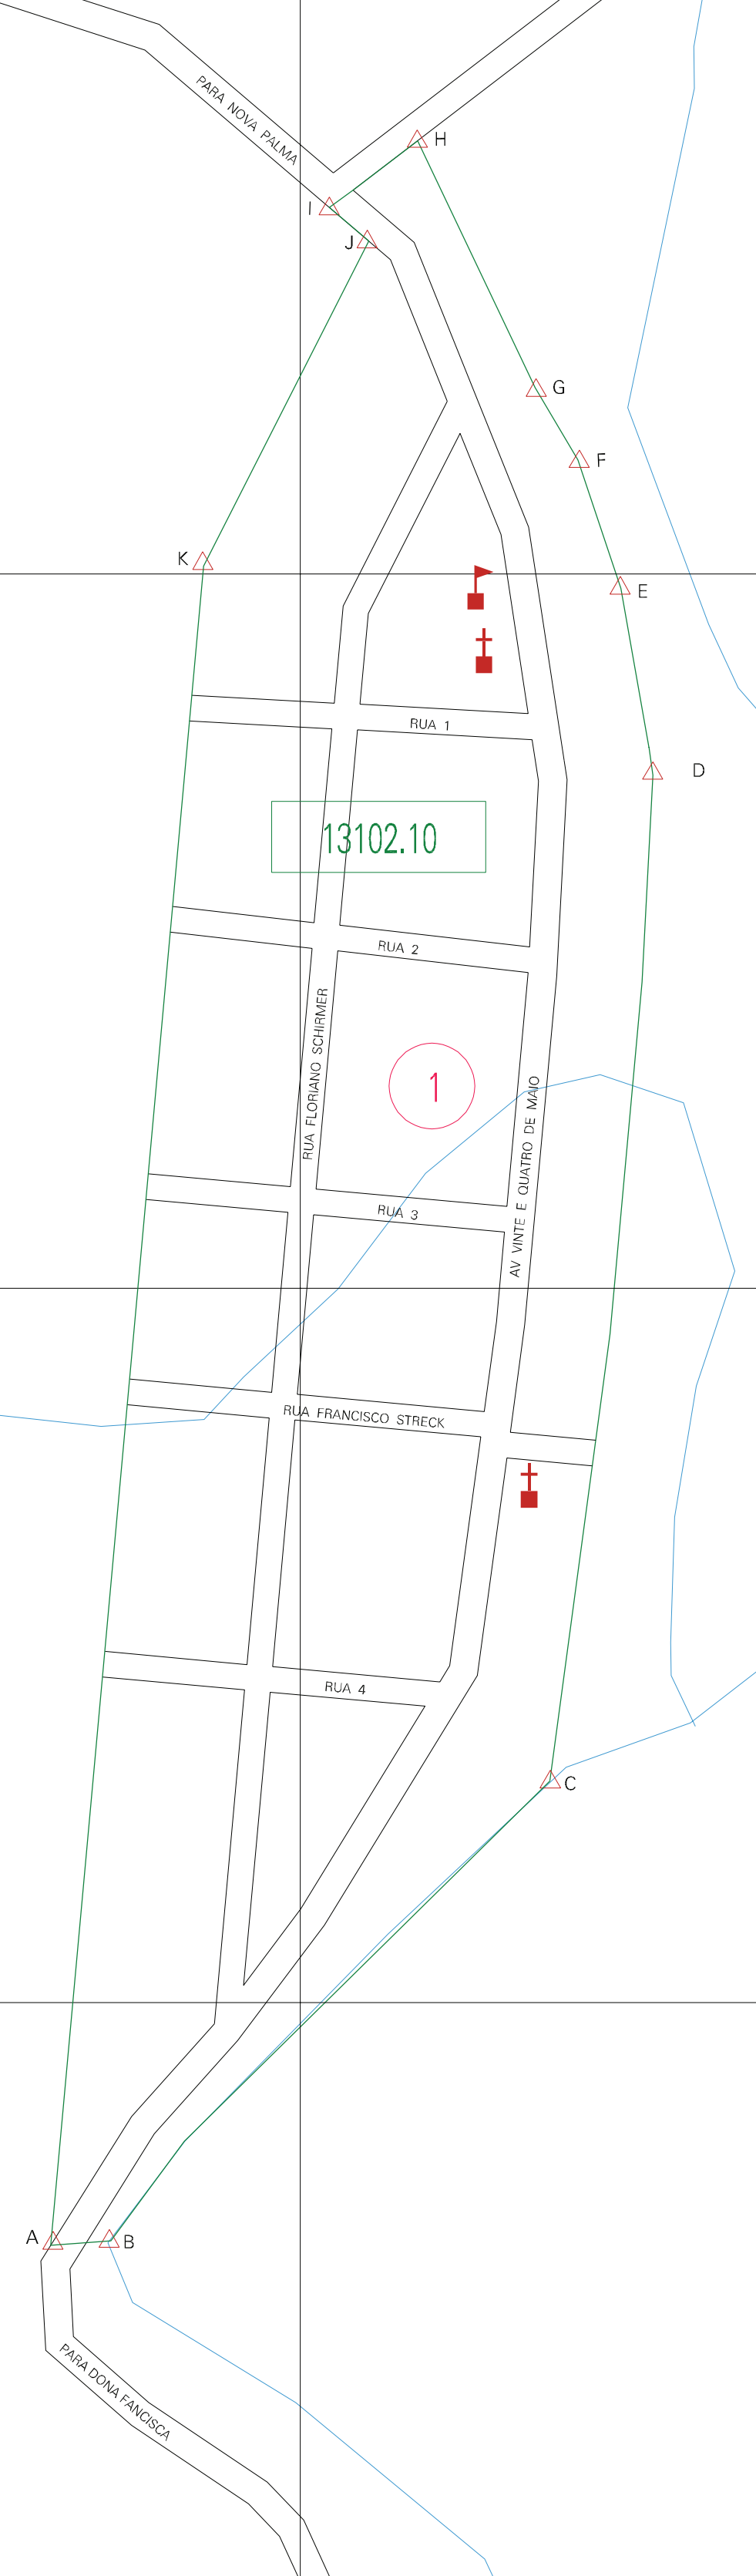 PARA NOVA PALMA
H
I
J
G
F
K
E
RUA 1
D
13102.10
RUA 2
RUA FLORIANO SCHIRMER
1
AV VINTE E QUATRO DE MAIO
RUA 3
RUA FRANCISCO STRECK
RUA 4
C
A
B
PARA DONA FANCISCA